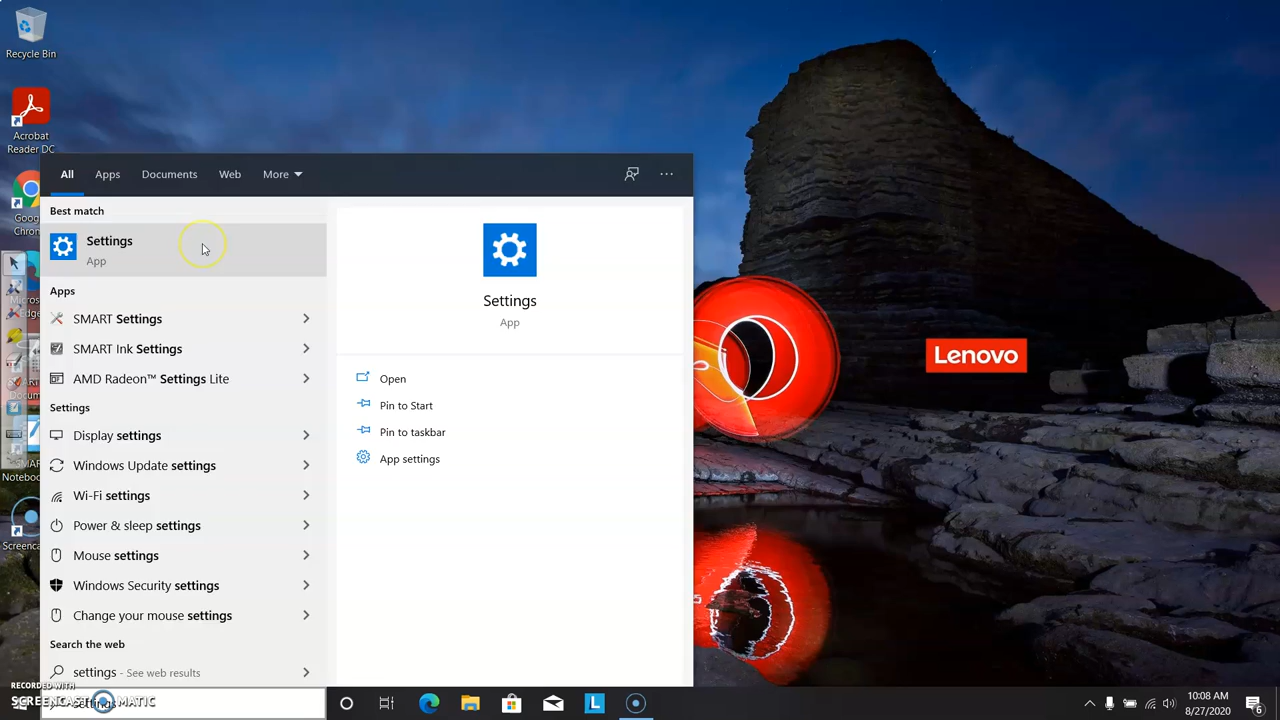 Recycle Bin
Acrobat
Reader DC
All Apps Documents Web More
Best match
Settings
App
Apps
SMART Settings
SMART Ink Settings
AMD Radeon™ Settings Lite
Settings
Display settings
Windows Update settings
Wi-Fi settings
Power & sleep settings
Mouse settings
Windows Security settings
Change your mouse settings
Search the web
settings - See web results
Settings
App
Open
Pin to Start
Pin to taskbar
App settings
Lenovo
RECORDED WITH
SCREENCAST MATIC
L
10:08 AM
8/27/2020
6